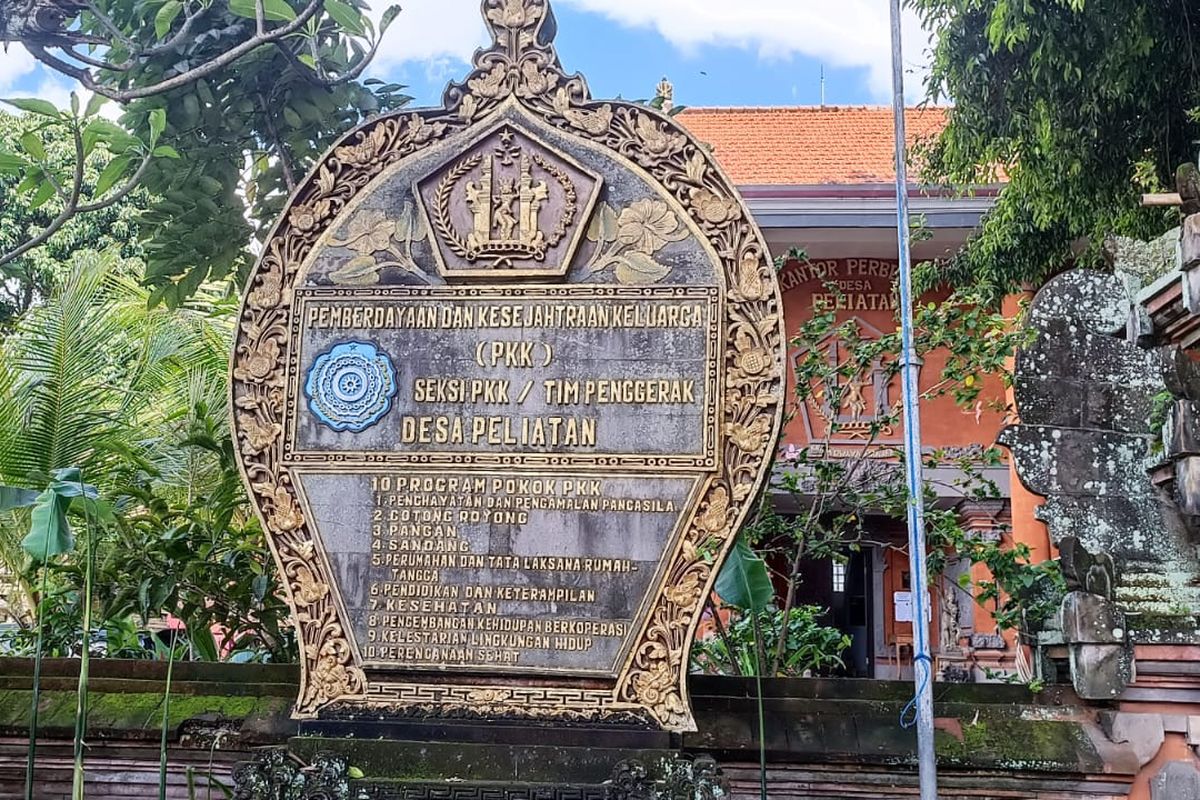 PEMBERDAYAAN DAN KESEJAHTRAAN KELUARGA
(PKK)
SEKSI PKK / TIM PENGGERAK
DESA PELIATAN
10 PROGRAM POKOK PKK
1. PENGHAYATAN DAN PENGAMALAN PANCASILA
2. GOTONG ROYONG
3. PANGAN
4. SANDANG
5. PERUMAHAN DAN TATA LAKSANA RUMAH-
TANGGA
6. PENDIDIKAN DAN KETERAMPILAN
7. KESEHATAN
8. PENGEMBANGAN KEHIDUPAN BERKOPERASI
9. KELESTARIAN LINGKUNGAN HIDUP
10. PERENCANAAN SEHAT
KANTOR
DESA
PELIATAN